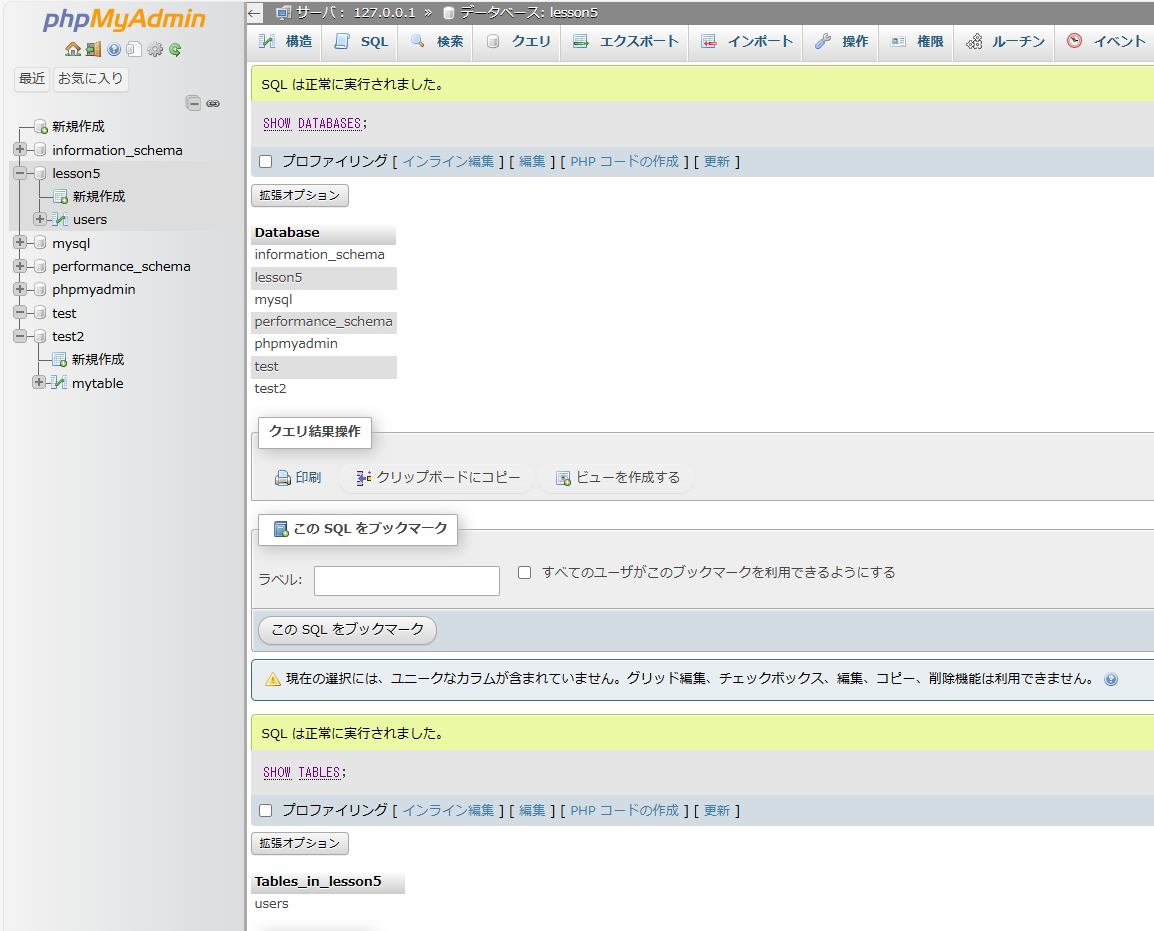 phpMyAdmin
最近 お気に入り
新規作成
information_schema
lesson5
新規作成
users
mysql
performance_schema
phpmyadmin
test
test2
新規作成
mytable
サーバ: 127.0.0.1 » データベース: lesson5
構造 SQL 検索 クエリ エクスポート インポート 操作 権限 ルーチン イベント
SQL は正常に実行されました。
SHOW DATABASES;
プロファイリング [ インライン編集 ] [ 編集 ] [ PHP コードの作成 ] [ 更新 ]
拡張オプション
Database
information_schema
lesson5
mysql
performance_schema
phpmyadmin
test
test2
クエリ結果操作
印刷 クリップボードにコピー ビューを作成する
この SQL をブックマーク
ラベル: すべてのユーザがこのブックマークを利用できるようにする
この SQL をブックマーク
現在の選択には、ユニークなカラムが含まれていません。グリッド編集、チェックボックス、編集、コピー、削除機能は利用できません。
SQL は正常に実行されました。
SHOW TABLES;
プロファイリング [ インライン編集 ] [ 編集 ] [ PHP コードの作成 ] [ 更新 ]
拡張オプション
Tables_in_lesson5
users